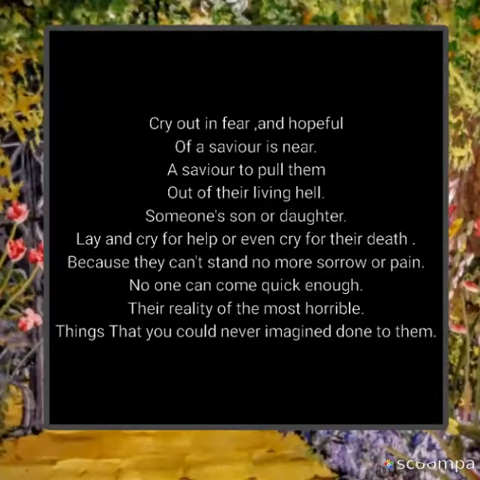 Cry out in fear ,and hopeful
Of a saviour is near.
A saviour to pull them
Out of their living hell.
Someone's son or daughter.
Lay and cry for help or even cry for their death .
Because they can't stand no more sorrow or pain.
No one can come quick enough.
Their reality of the most horrible.
Things That you could never imagined done to them.
scoompa